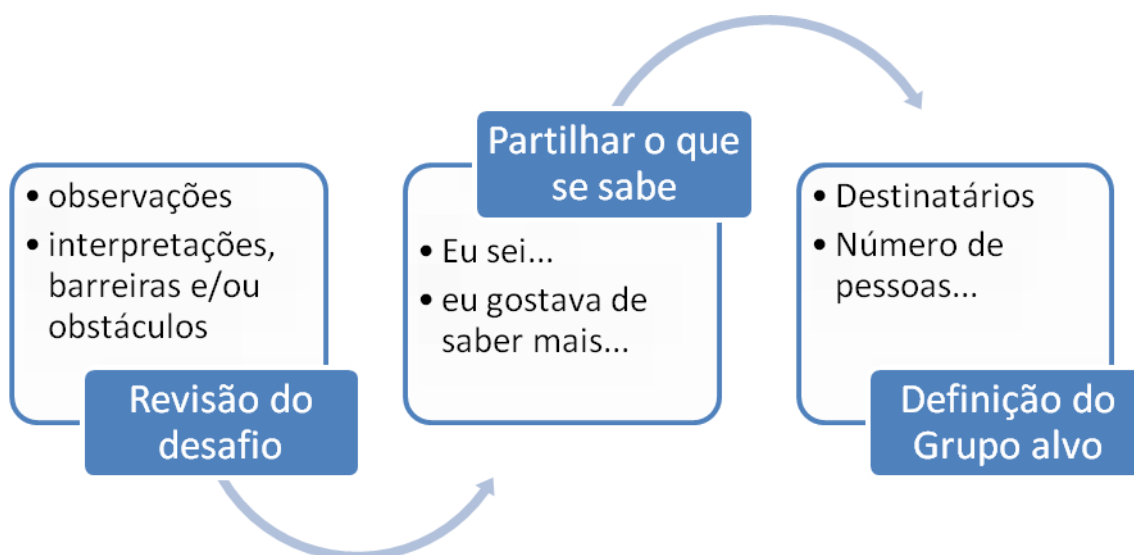 • observações
• interpretações,
barreiras e/ou
obstáculos
Revisão do
desafio
Partilhar o que
se sabe
• Eu sei...
• eu gostava de
saber mais...
• Destinatários
• Número de
pessoas...
Definição do
Grupo alvo